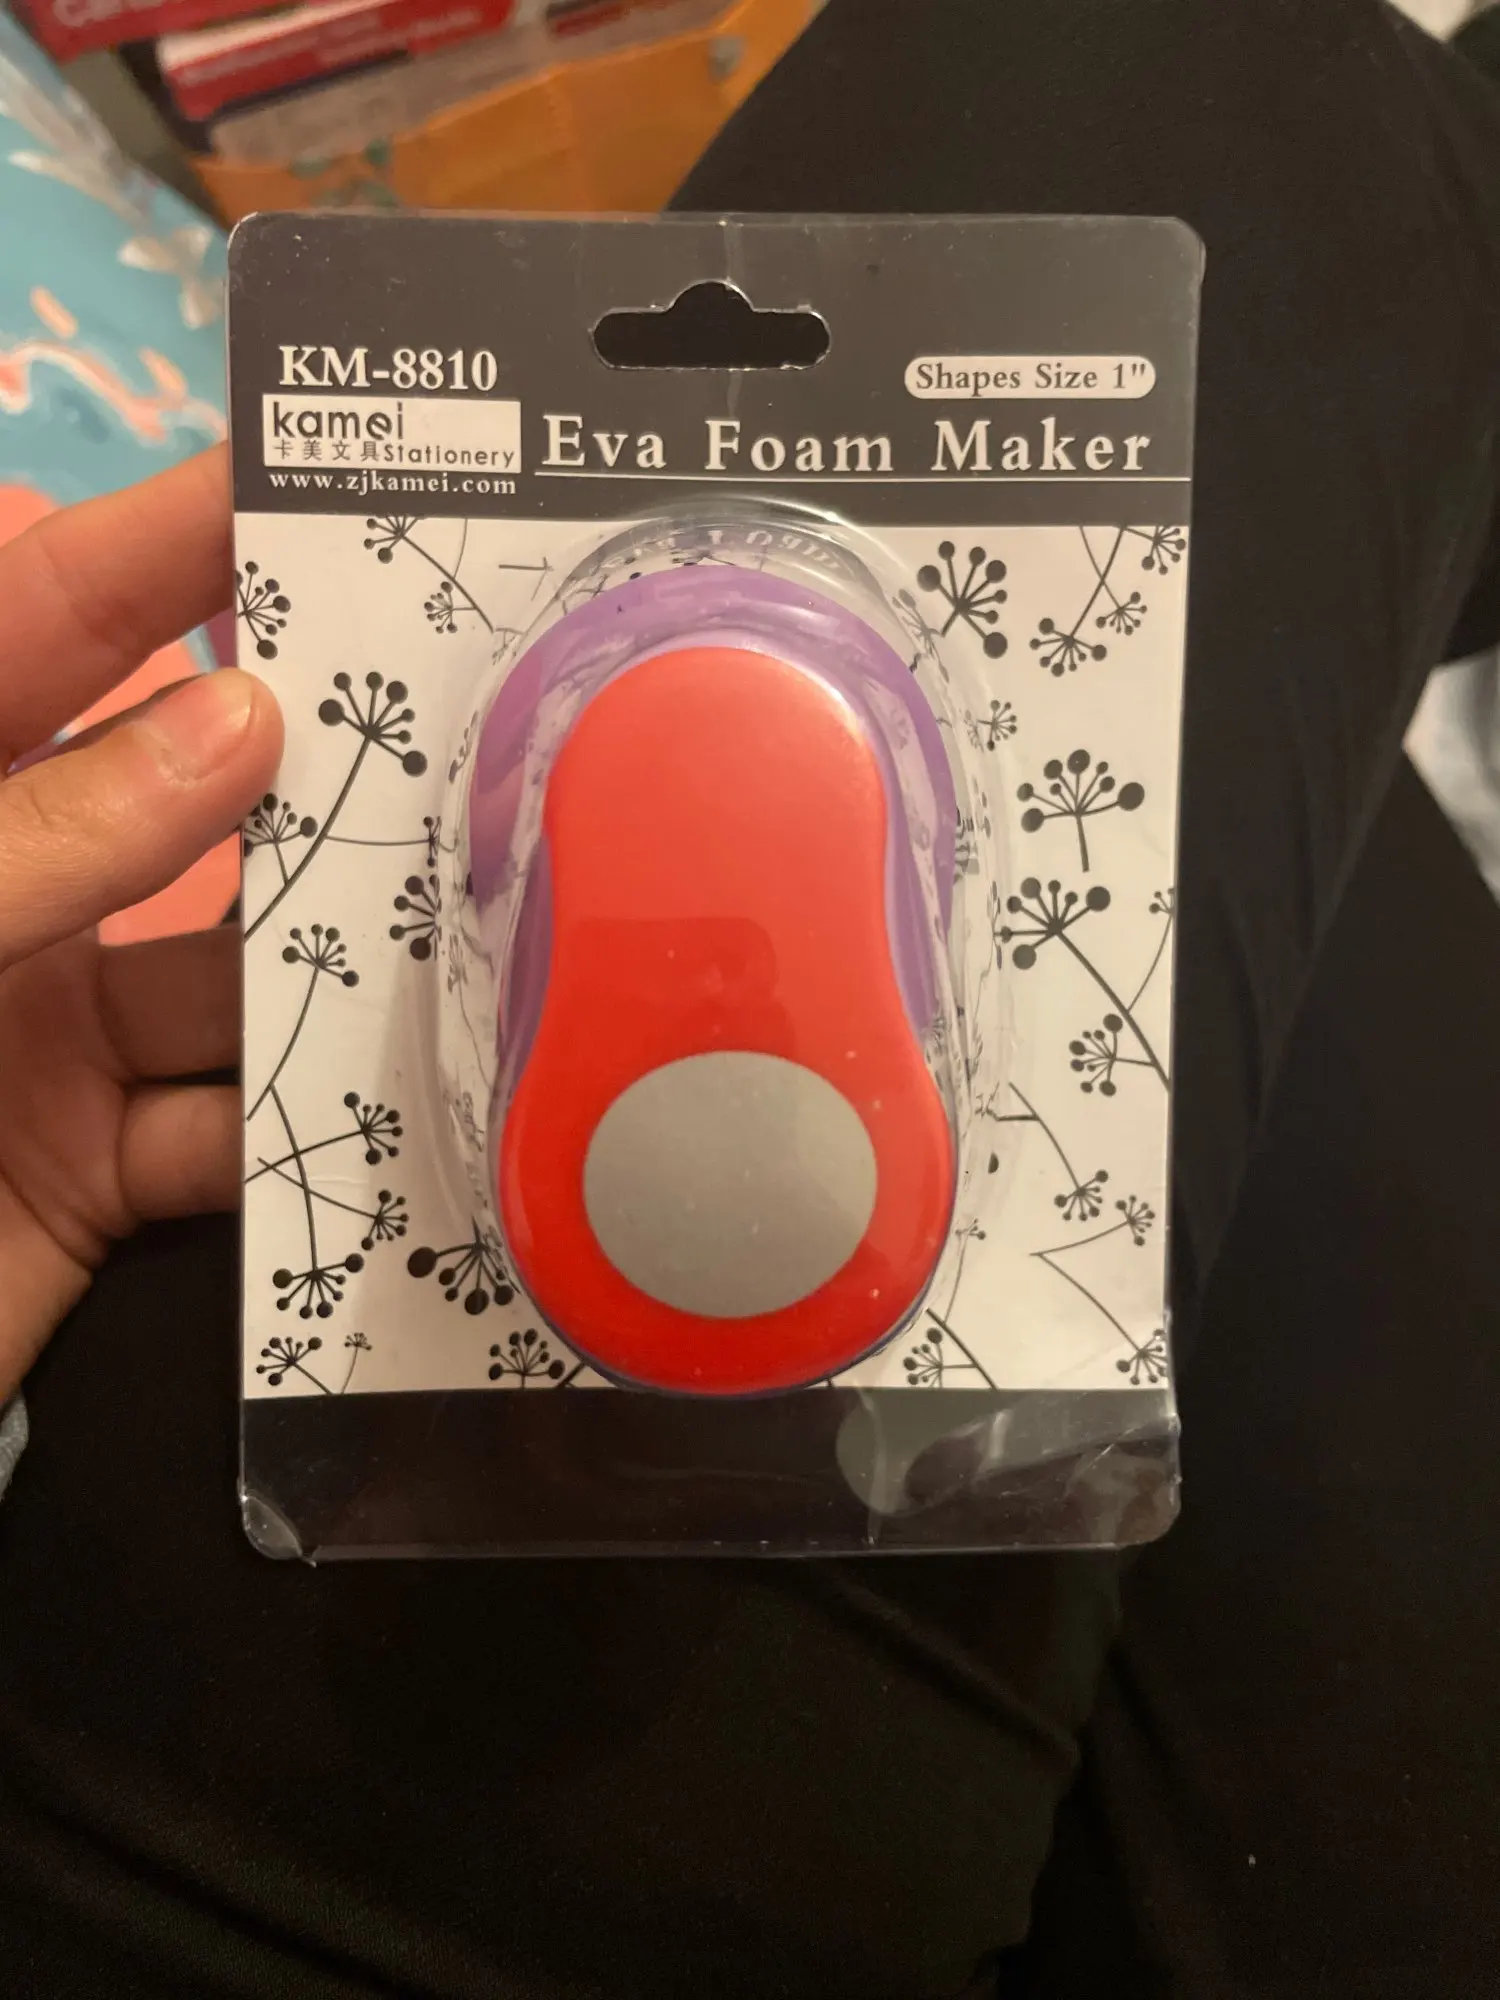 KM-8810
Shapes Size 1"
kamei
卡美文具Stationery
Eva Foam Maker
www.zjkamei.com